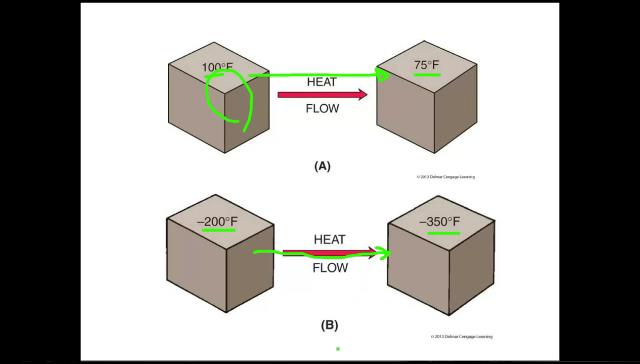 100°F
75°F
HEAT
FLOW
(A)
© 2013 Delmar Cengage Learning
–200°F
–350°F
HEAT
FLOW
(B)
© 2013 Delmar Cengage Learning